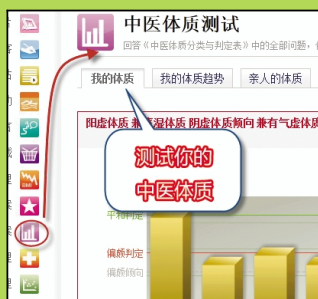 中医体质测试
回答《中医体质分类与判定表》中的全部问题，
我的体质
我的体质趋势
亲人的体质
阳虚体质 兼
湿体质 阴虚体质倾向 兼有气虚体质
测试你的
中医体质
平和判定
偏颇判定
偏颇倾向